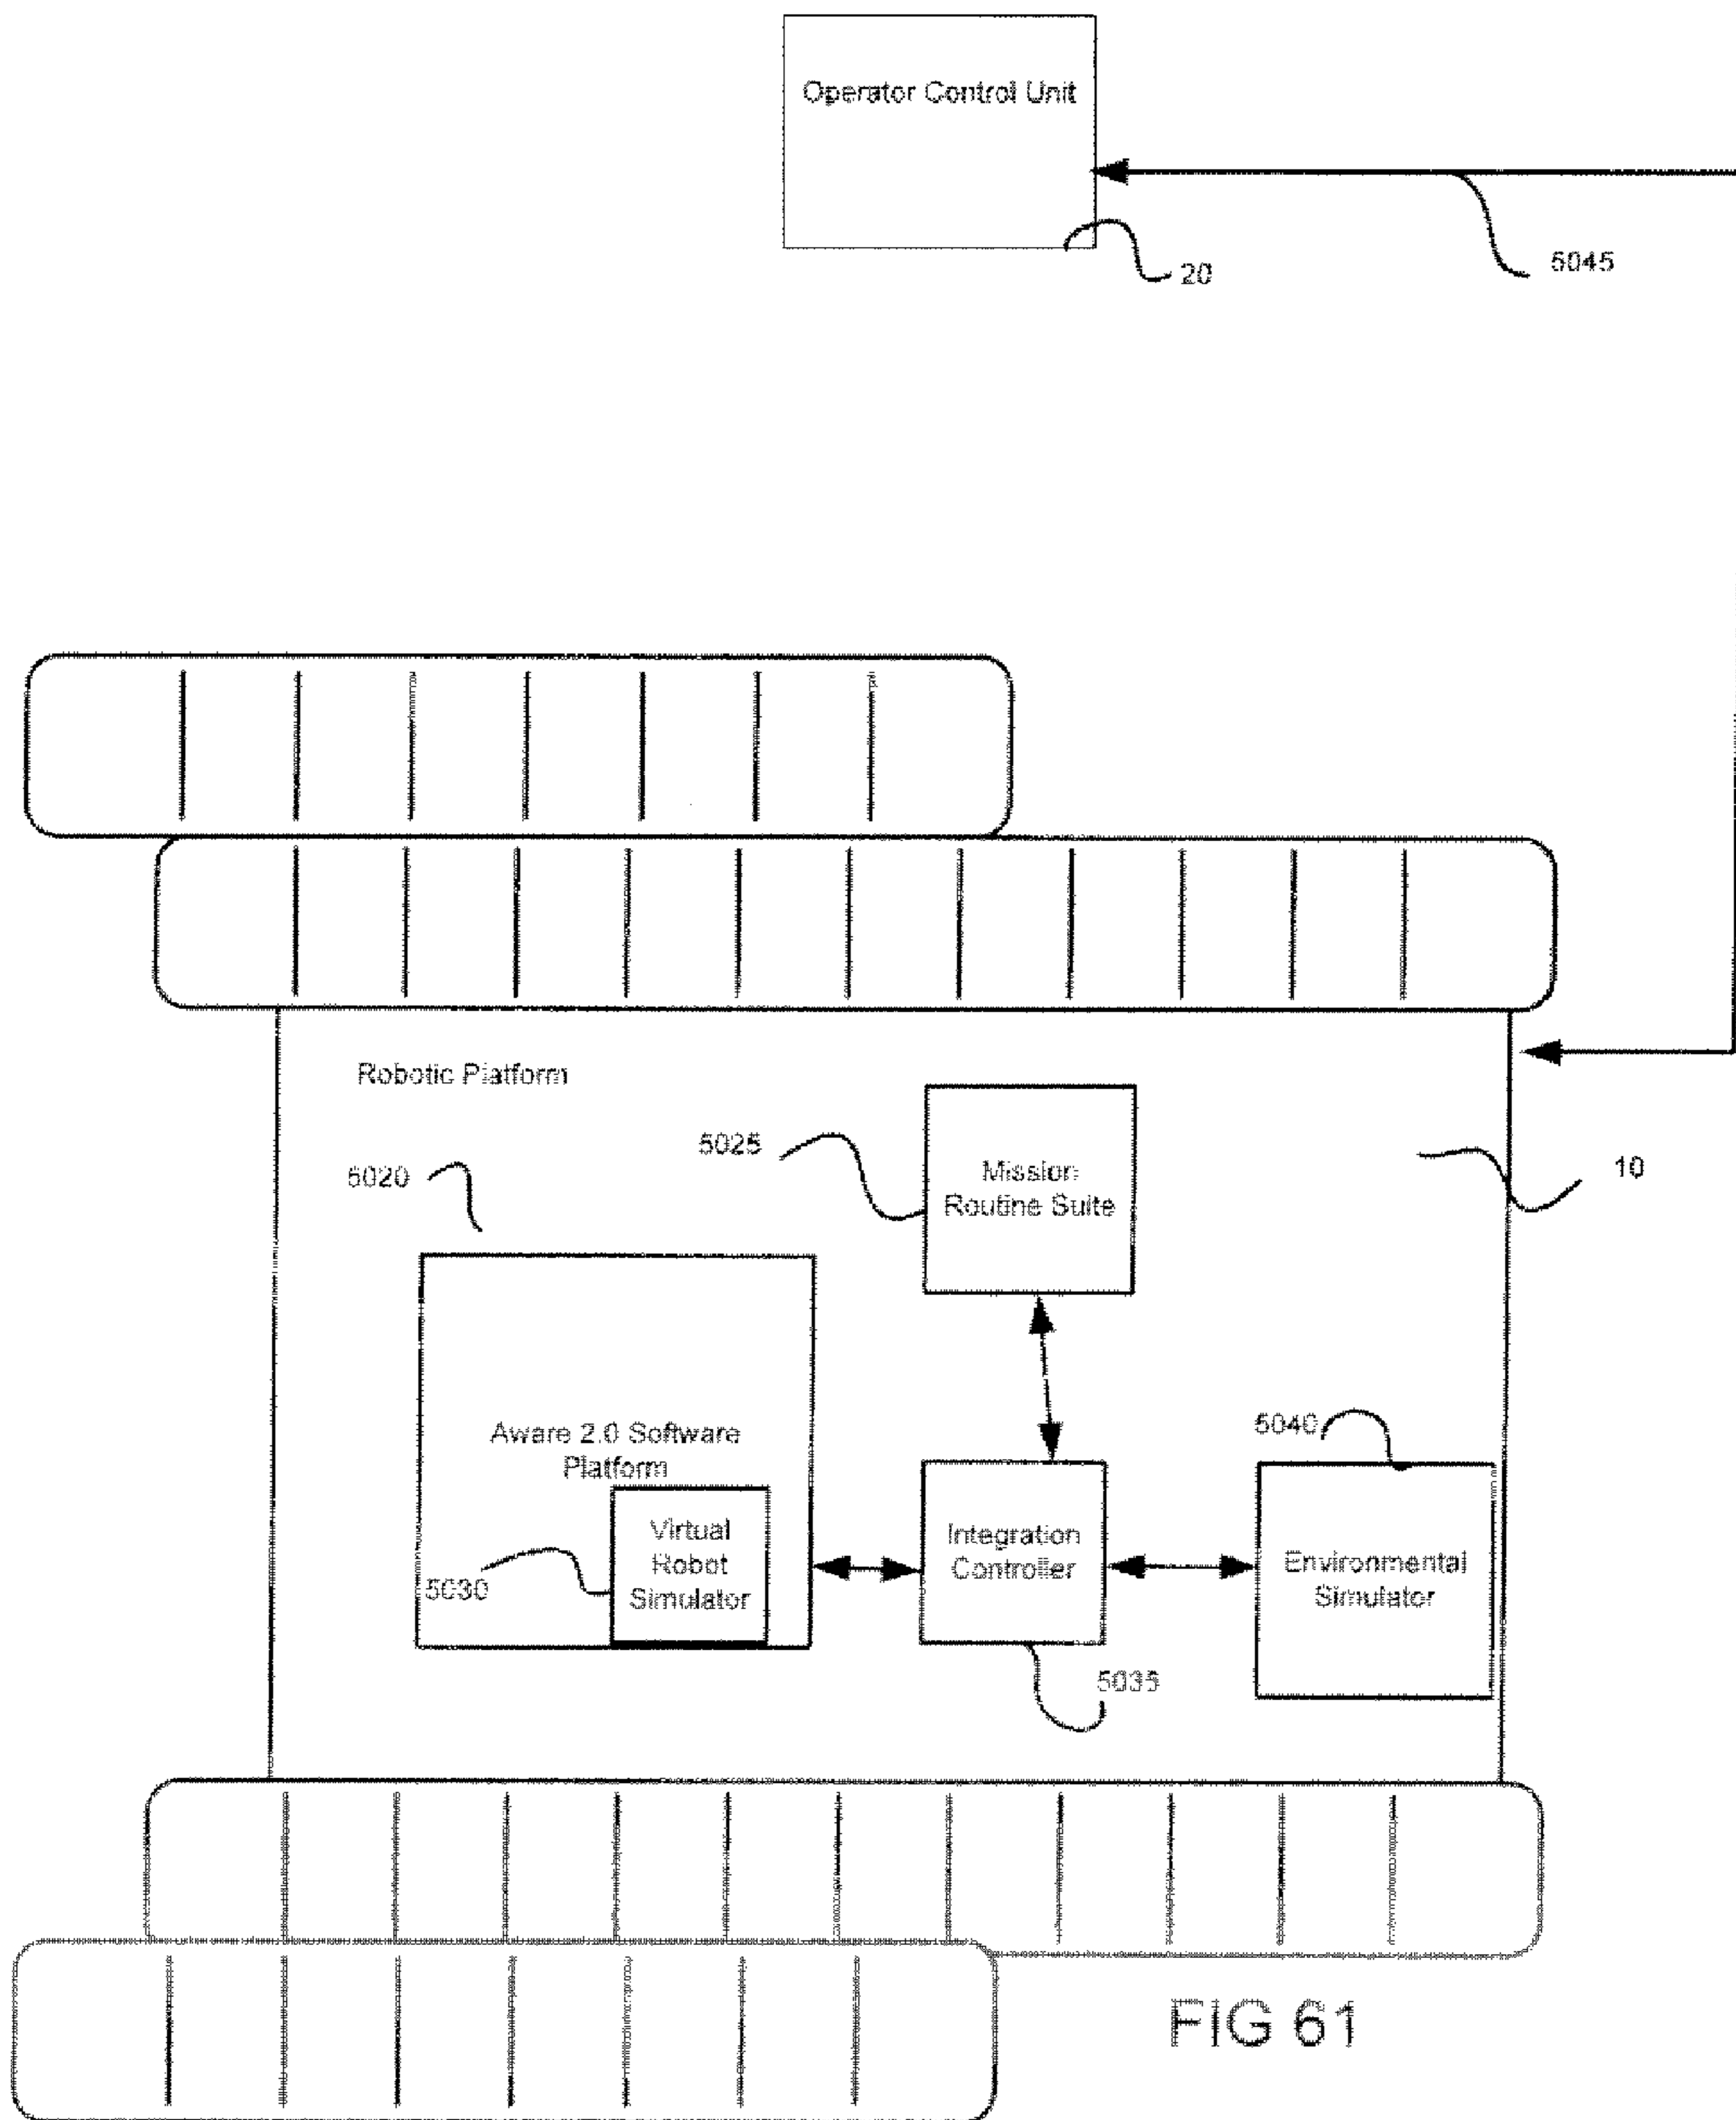 Operator Control Unit
20
5045
Robotic Platform
5025
Mission
Routine Suite
10
5020
Aware 2.0 Software
Platform
5040
Virtual
Robot
Simulator
5030
Integration
Controller
Environmental
Simulator
5035
FIG 61